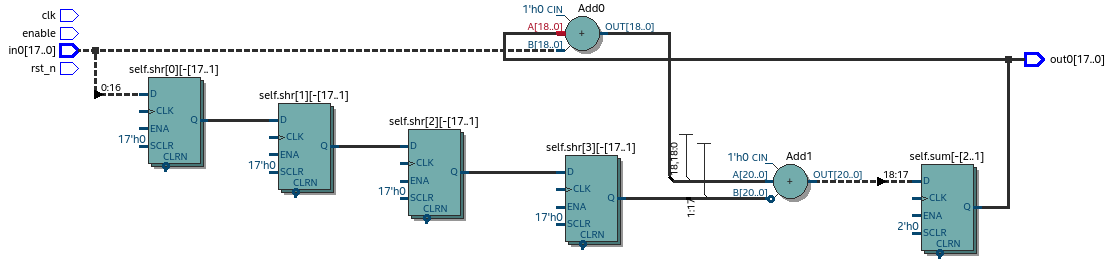 clk
enable
in0[17..0]
rst_n
1'h0 CIN
Add0
A[18..0]
B[18..0]
OUT[18..0]
out0[17..0]
0:16
self.shr[0][-[17..1]
D
CLK
ENA
17'h0
SCLR
CLRN
Q
self.shr[1][-[17..1]
D
CLK
ENA
17'h0
SCLR
CLRN
Q
self.shr[2][-[17..1]
D
CLK
ENA
17'h0
SCLR
CLRN
Q
self.shr[3][-[17..1]
D
CLK
ENA
17'h0
SCLR
CLRN
Q
18,18:0
1:17
1'h0 CIN
Add1
A[20..0]
B[20..0]
OUT[20..0]
18:17
self.sum[-[2..1]
D
CLK
ENA
2'h0
SCLR
CLRN
Q